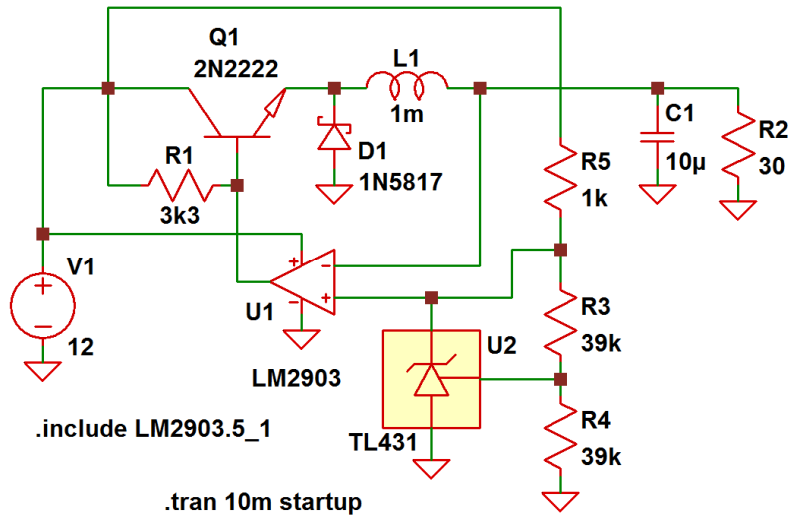 Q1
2N2222
L1
1m
C1
10µ
R2
30
D1
1N5817
R1
3k3
R5
1k
V1
12
U1
LM2903
R3
39k
U2
TL431
R4
39k
.include LM2903.5_1
.tran 10m startup